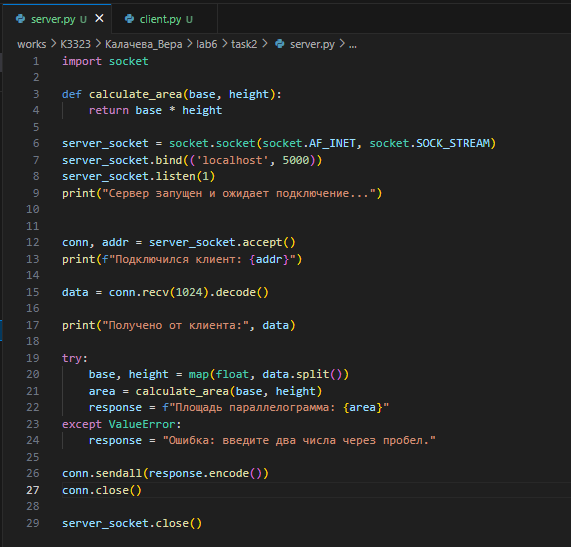 server.py U ×
client.py U
works > K3323 > Калачева_Вера > lab6 > task2 > server.py > ...
1 import socket
2
3 def calculate_area(base, height):
4     return base * height
5
6 server_socket = socket.socket(socket.AF_INET, socket.SOCK_STREAM)
7 server_socket.bind(('localhost', 5000))
8 server_socket.listen(1)
9 print("Сервер запущен и ожидает подключение...")
10
11
12 conn, addr = server_socket.accept()
13 print(f"Подключился клиент: {addr}")
14
15 data = conn.recv(1024).decode()
16
17 print("Получено от клиента:", data)
18
19 try:
20     base, height = map(float, data.split())
21     area = calculate_area(base, height)
22     response = f"Площадь параллелограмма: {area}"
23 except ValueError:
24     response = "Ошибка: введите два числа через пробел."
25
26 conn.sendall(response.encode())
27 conn.close()
28
29 server_socket.close()